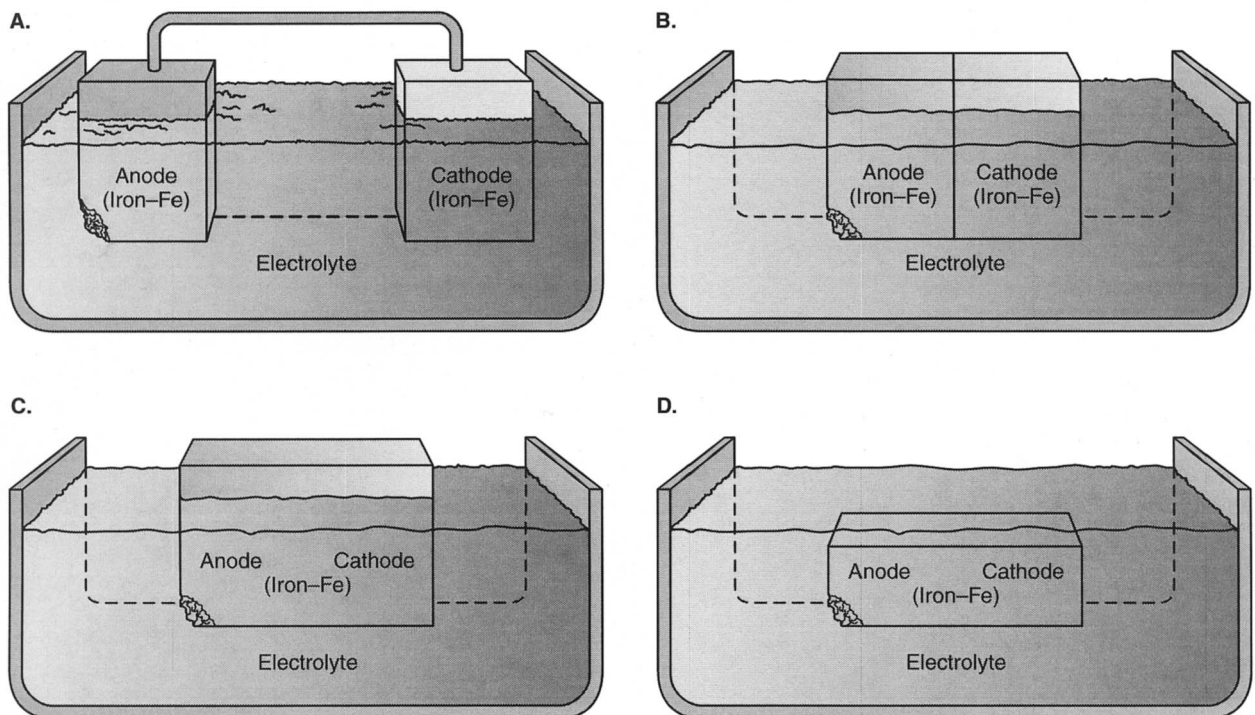 A.
Anode
(Iron–Fe)
Cathode
(Iron–Fe)
Electrolyte
B.
Anode
(Iron–Fe)
Cathode
(Iron–Fe)
Electrolyte
C.
Anode Cathode
(Iron–Fe)
Electrolyte
D.
Anode Cathode
(Iron–Fe)
Electrolyte